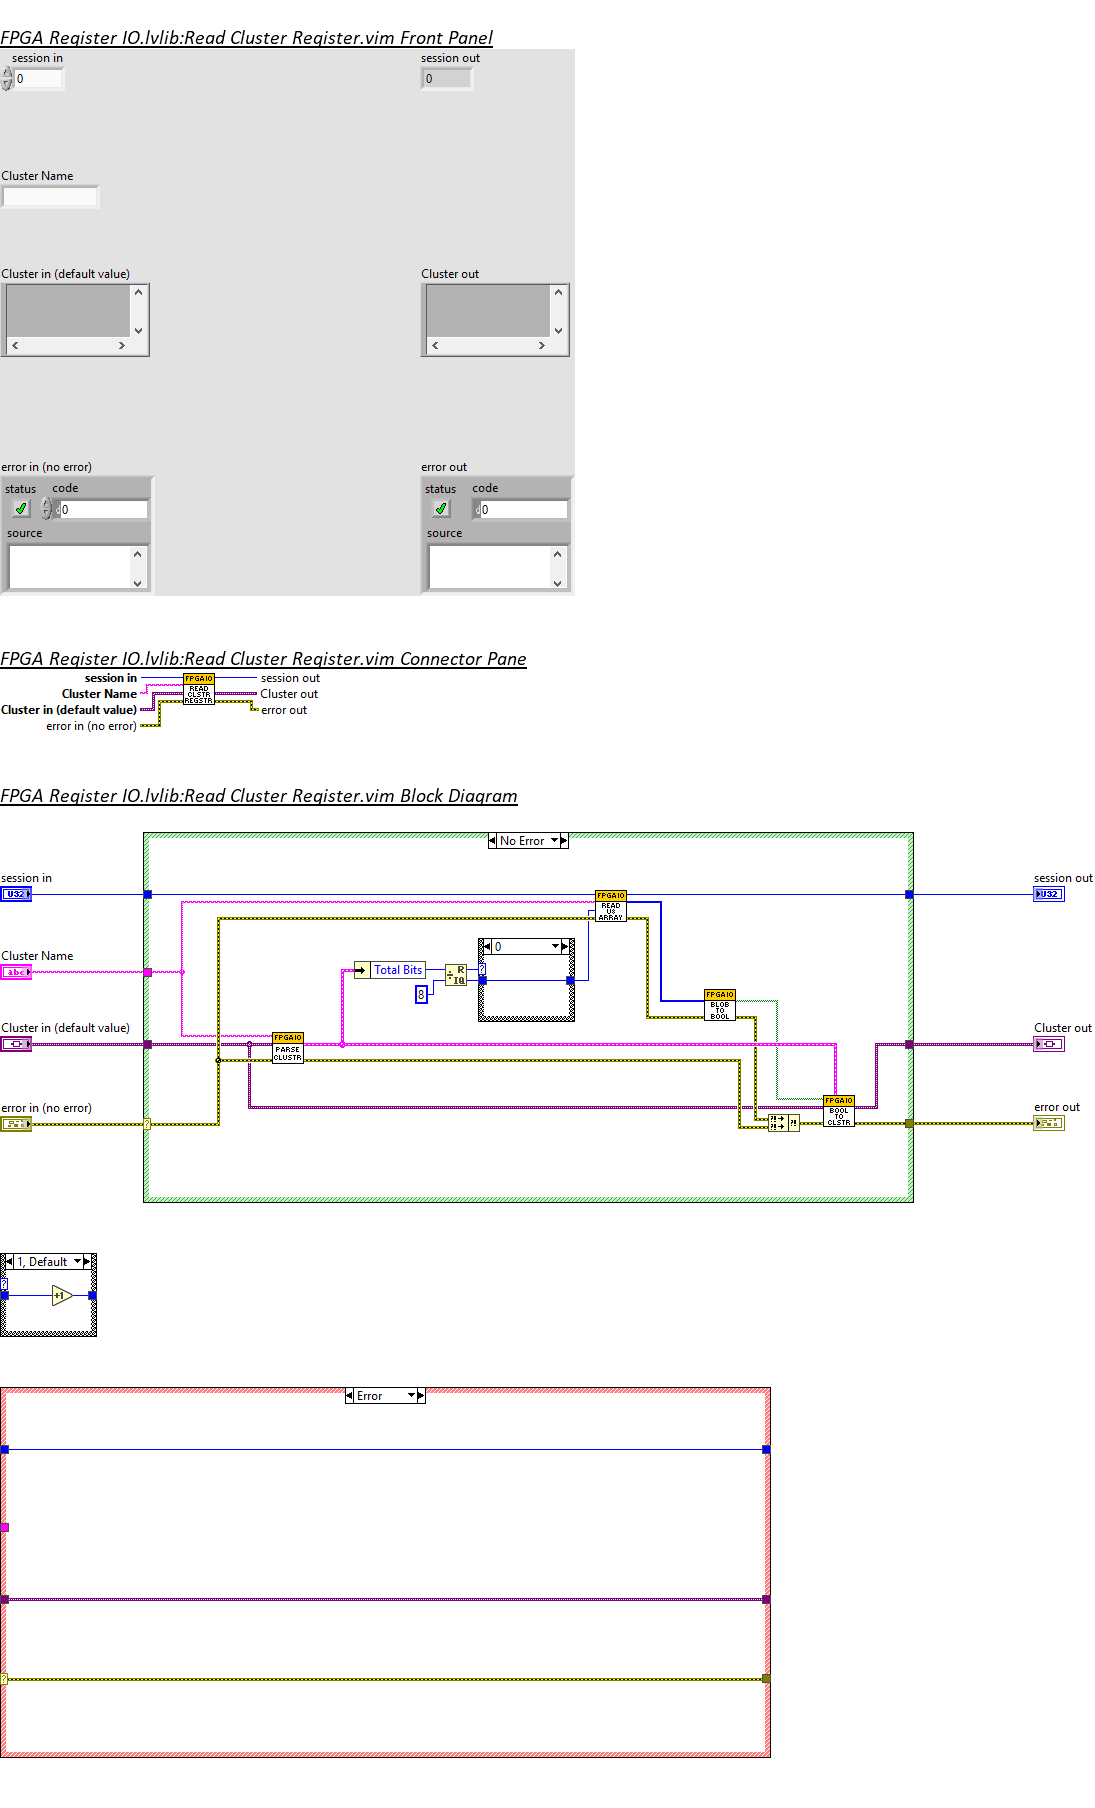 FPGA Register IO.lvlib:Read Cluster Register.vim Front Panel
session in
session out
0
0
Cluster Name
Cluster in (default value)
Cluster out
error in (no error)
error out
status code
status code
d 0
d 0
source
source
FPGA Register IO.lvlib:Read Cluster Register.vim Connector Pane
session in
Cluster Name
Cluster in (default value)
error in (no error)
FPGAIO
READ
CLSTR
REGSTR
session out
Cluster out
error out
FPGA Register IO.lvlib:Read Cluster Register.vim Block Diagram
No Error
session in
U32
session out
U32
FPGAIO
READ
U8
ARRAY
Cluster Name
abc
0
?
Total Bits
R
IQ
8
FPGAIO
BLOB
TO
BOOL
Cluster in (default value)
Cluster out
FPGAIO
PARSE
CLUSTR
error in (no error)
error out
?
?!
?!
?!
FPGAIO
BOOL
TO
CLSTR
1, Default
?
+1
Error
?